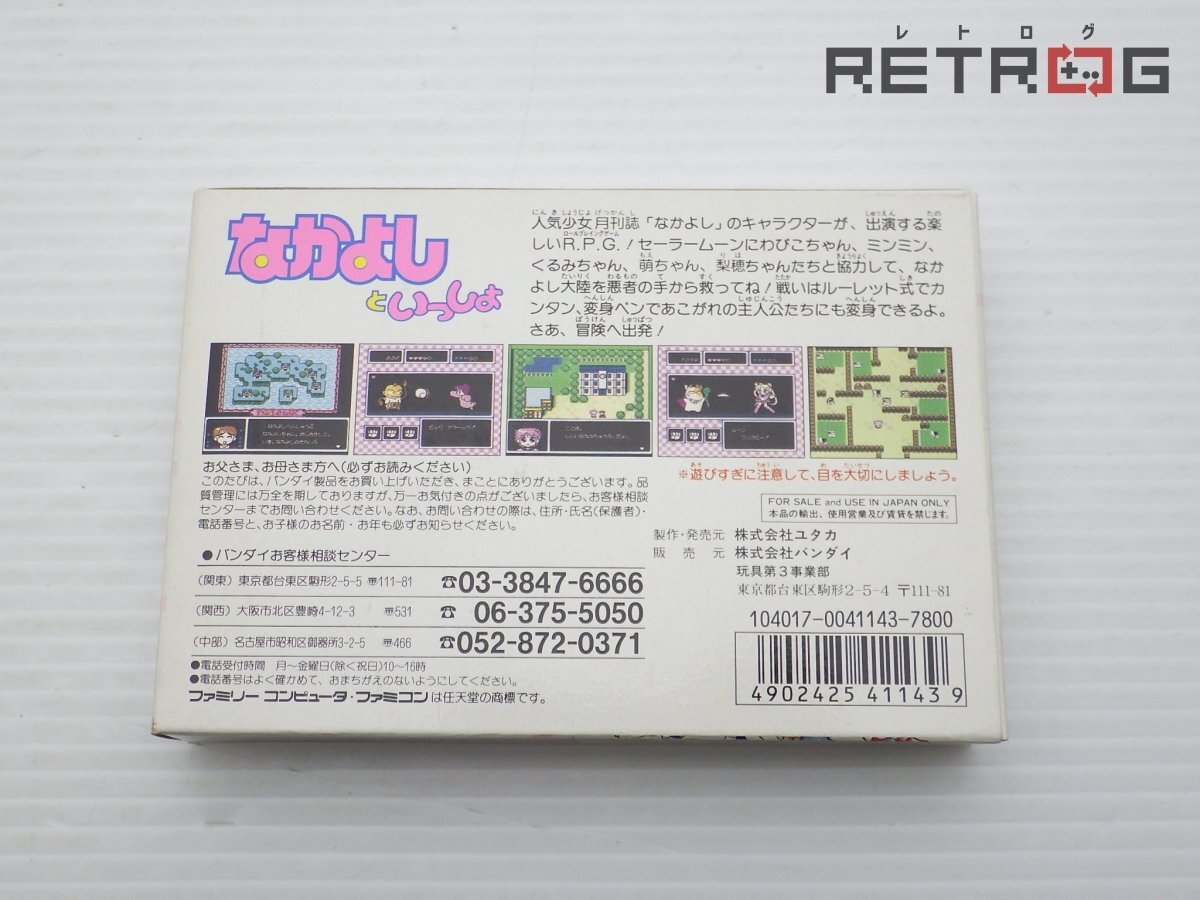 レトログ
RETROG
なかよし
といっしょ
人気少女月刊誌「なかよし」のキャラクターが、出演する楽
しいR.P.G.!セーラームーンにわぴこちゃん、ミンミン、
くるみちゃん、萌ちゃん、梨穂ちゃんたちと協力して、なか
よし大陸を悪者の手から救ってね!戦いはルーレット式でカ
ンタン、変身ペンであこがれの主人公たちにも変身できるよ。
さあ、冒険へ出発!
お父さま、お母さま方へ(必ずお読みください)
このたびは、バンダイ製品をお買い上げいただき、まことにありがとうございます。品
質管理には万全を期しておりますが、万一お気付きの点がございましたら、お客様相談
センターまでお問い合わせください。なお、お問い合わせの際は、住所・氏名(保護者)・
電話番号と、お子様のお名前・お年も必ずお知らせください。
●バンダイお客様相談センター
(関東) 東京都台東区駒形2-5-5 〠111-81 ☎03-3847-6666
(関西) 大阪市北区豊崎4-12-3 〠531 ☎ 06-375-5050
(中部) 名古屋市昭和区御器所3-2-5 〠466 ☎052-872-0371
●電話受付時間 月〜金曜日(除く祝日)10〜16時
●電話番号はよく確かめて、おまちがえのないようにしてください。
ファミリー コンピュータ・ファミコンは任天堂の商標です。
※遊びすぎに注意して、目を大切にしましょう。
FOR SALE and USE IN JAPAN ONLY
本品の輸出、使用営業及び賃貸を禁じます。
製作・発売元 株式会社ユタカ
販売元 株式会社バンダイ
玩具第3事業部
東京都台東区駒形2-5-4 〒111-81
104017-0041143-7800
4902425 411439